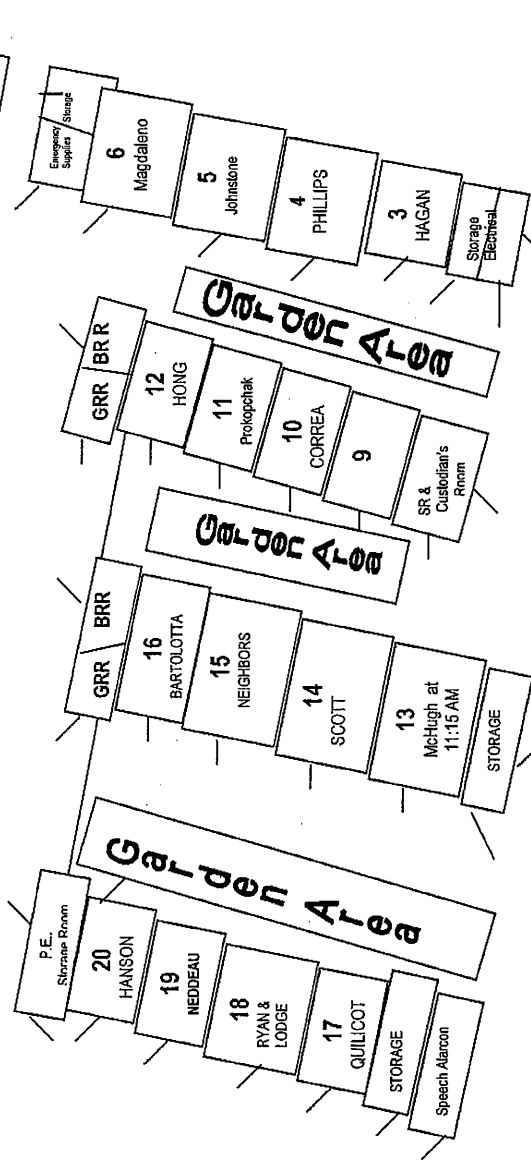 Emergency
Supplies
Storage
6
Magdaleno
5
Johnstone
4
PHILLIPS
3
HAGAN
Storage
Electrical
Garden Area
GRR
BR R
12
HONG
11
Prokopchak
10
CORREA
9
SR &
Custodian's
Room
Garden Area
GRR
BRR
16
BARTOLOTTA
15
NEIGHBORS
14
SCOTT
13
McHugh at
11:15 AM
STORAGE
Garden Area
P.E.
Storage Room
20
HANSON
19
NEDDEAU
18
RYAN &
LODGE
17
QUILICOT
STORAGE
Speech Alarcon